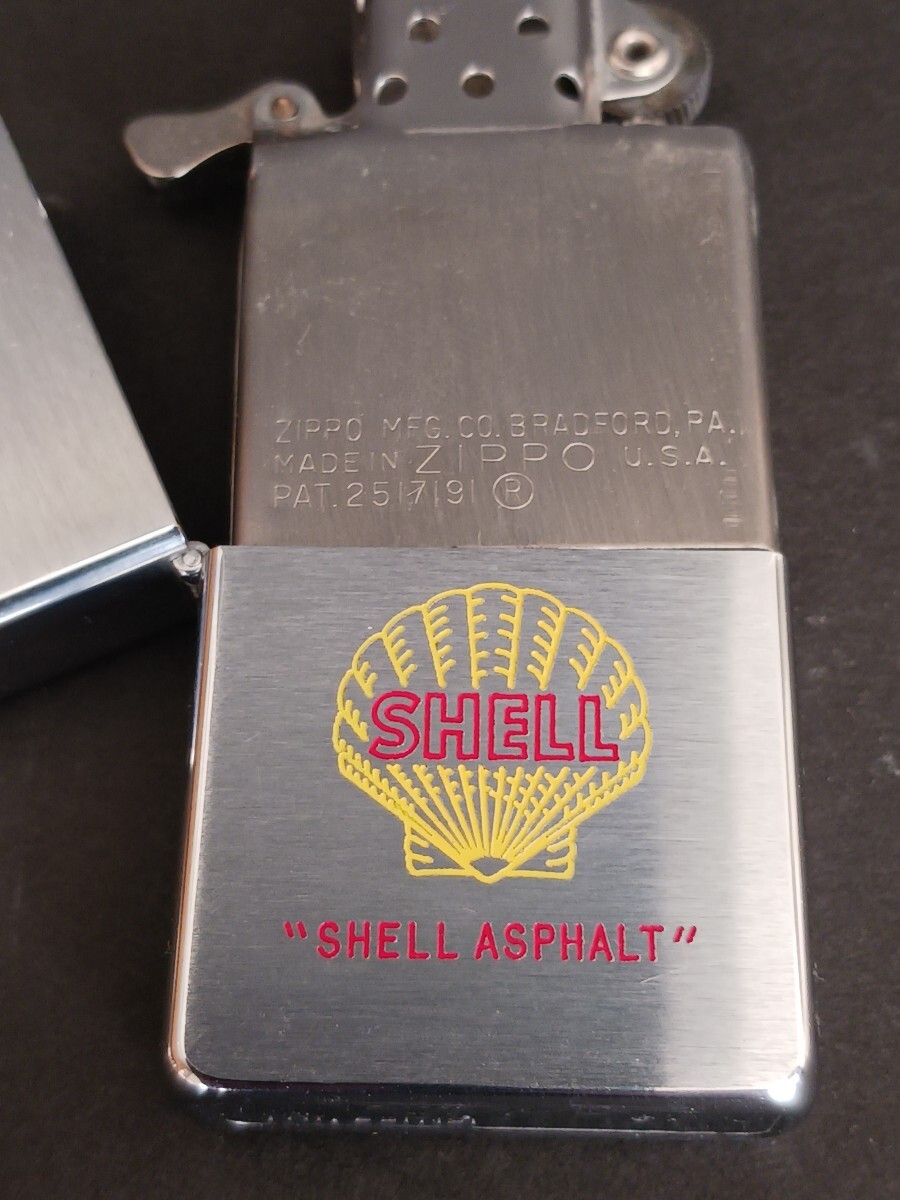 ZIPPO MFG. CO. BRADFORD, PA.
MADE IN ZIPPO U.S.A.
PAT. 2517191 ®
SHELL
"SHELL ASPHALT"